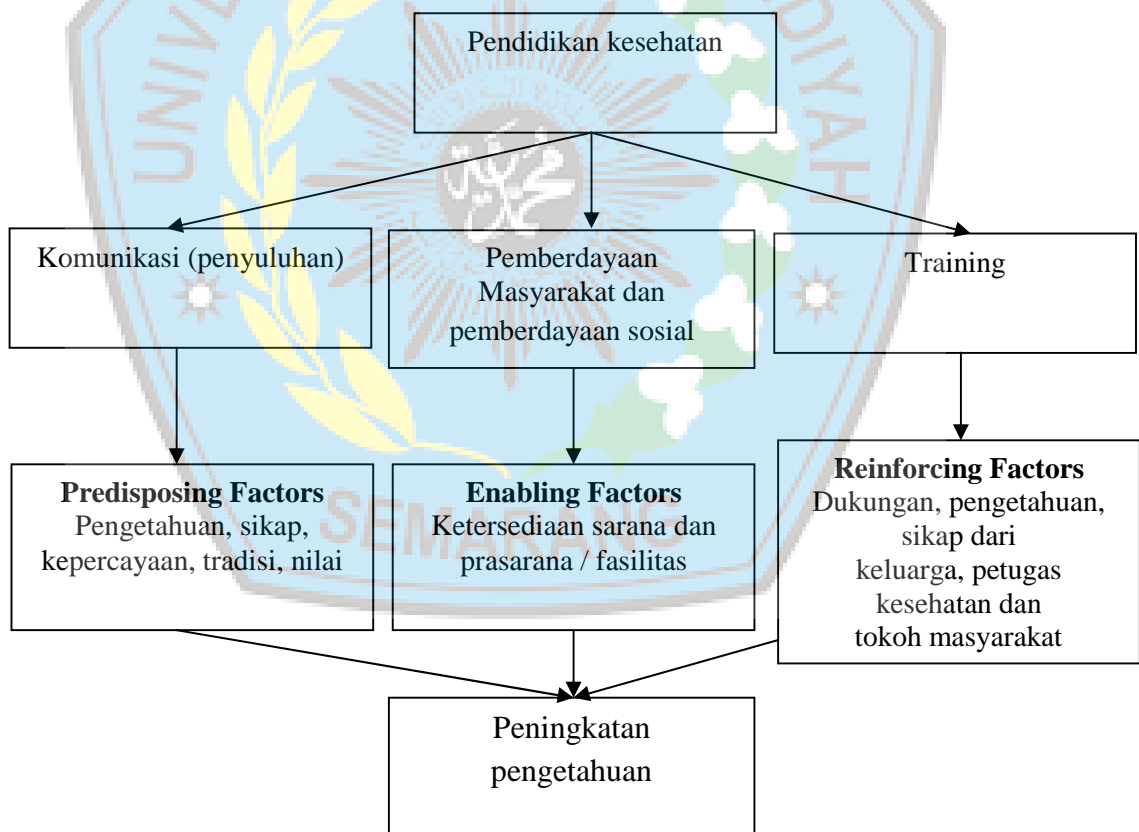 Pendidikan kesehatan
Komunikasi (penyuluhan)
Pemberdayaan
Masyarakat dan
pemberdayaan sosial
Training
Predisposing Factors
Pengetahuan, sikap,
kepercayaan, tradisi, nilai
Enabling Factors
Ketersediaan sarana dan
prasarana / fasilitas
Reinforcing Factors
Dukungan, pengetahuan,
sikap dari
keluarga, petugas
kesehatan dan
tokoh masyarakat
SEMARANG
Peningkatan
pengetahuan